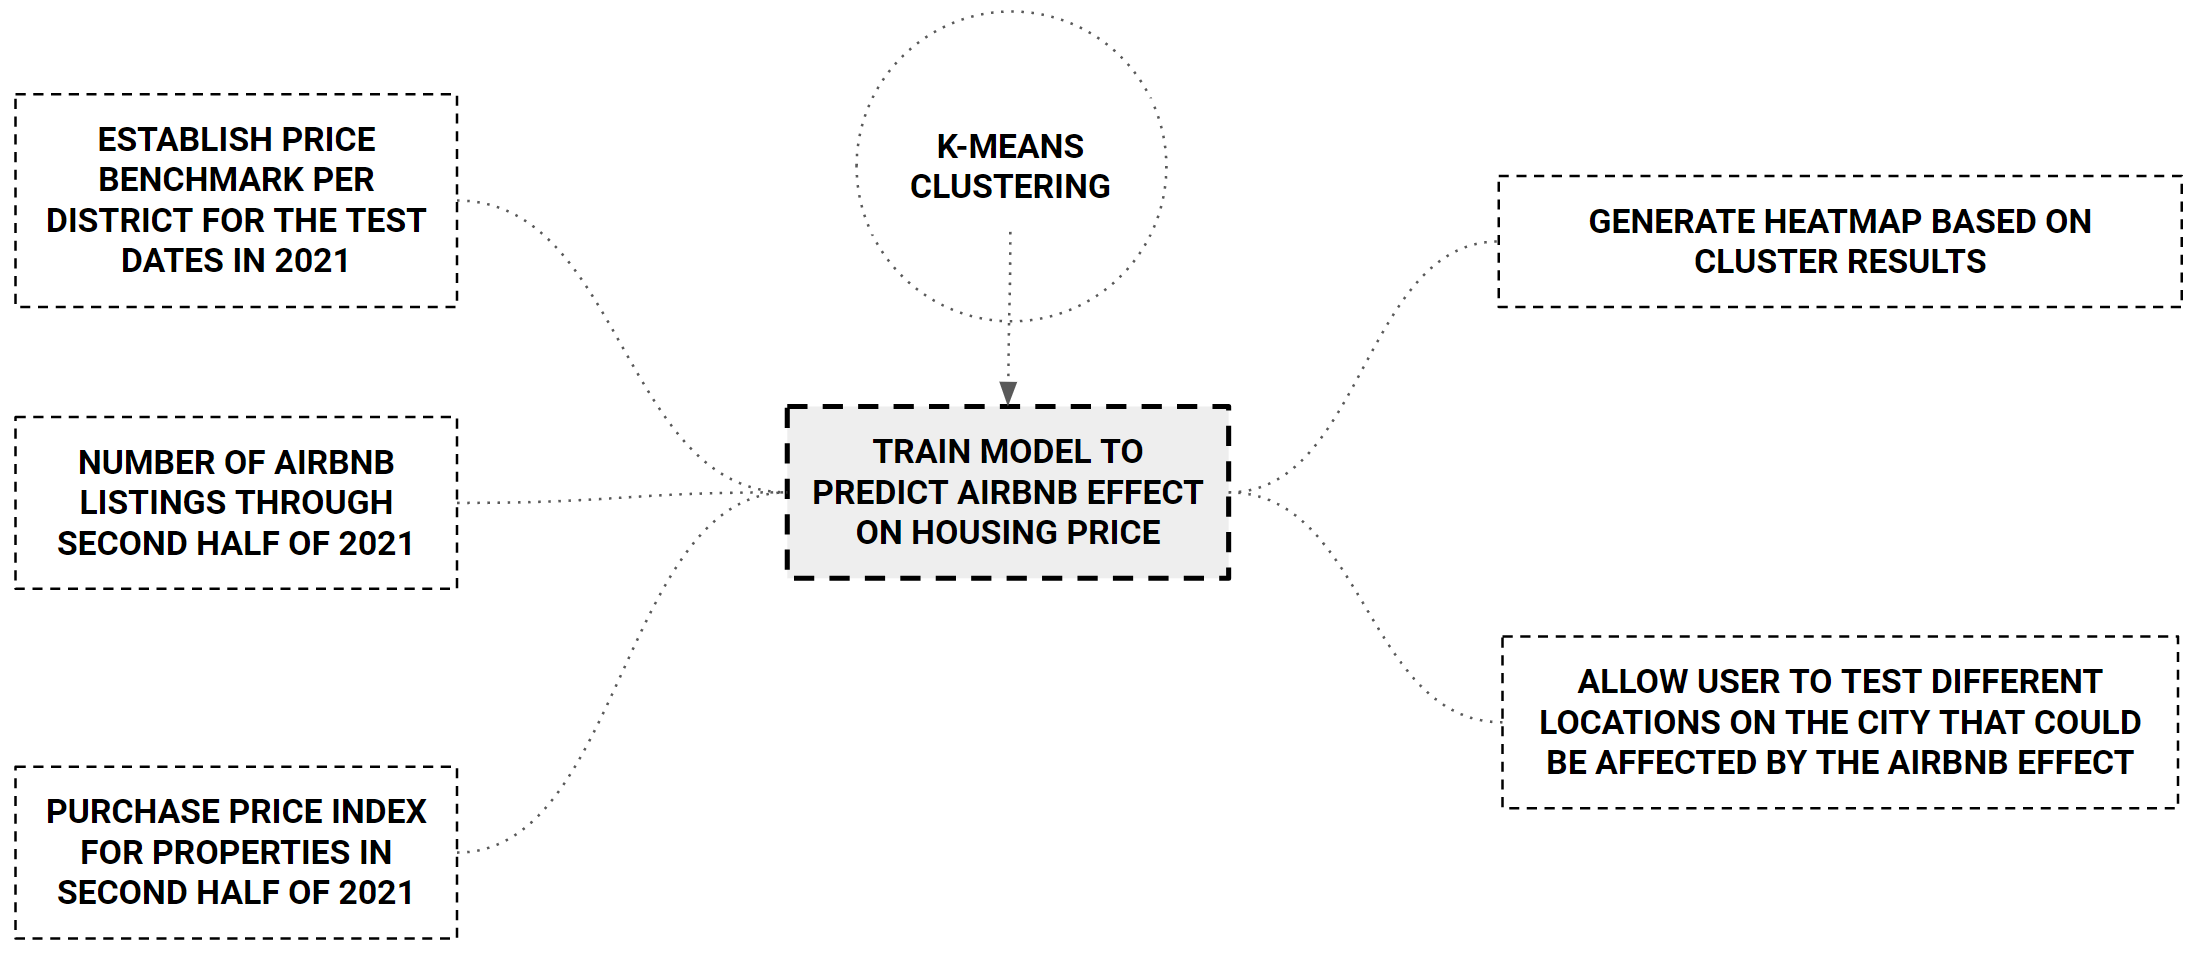 ESTABLISH PRICE
BENCHMARK PER
DISTRICT FOR THE TEST
DATES IN 2021
NUMBER OF AIRBNB
LISTINGS THROUGH
SECOND HALF OF 2021
PURCHASE PRICE INDEX
FOR PROPERTIES IN
SECOND HALF OF 2021
K-MEANS
CLUSTERING
TRAIN MODEL TO
PREDICT AIRBNB EFFECT
ON HOUSING PRICE
GENERATE HEATMAP BASED ON
CLUSTER RESULTS
ALLOW USER TO TEST DIFFERENT
LOCATIONS ON THE CITY THAT COULD
BE AFFECTED BY THE AIRBNB EFFECT